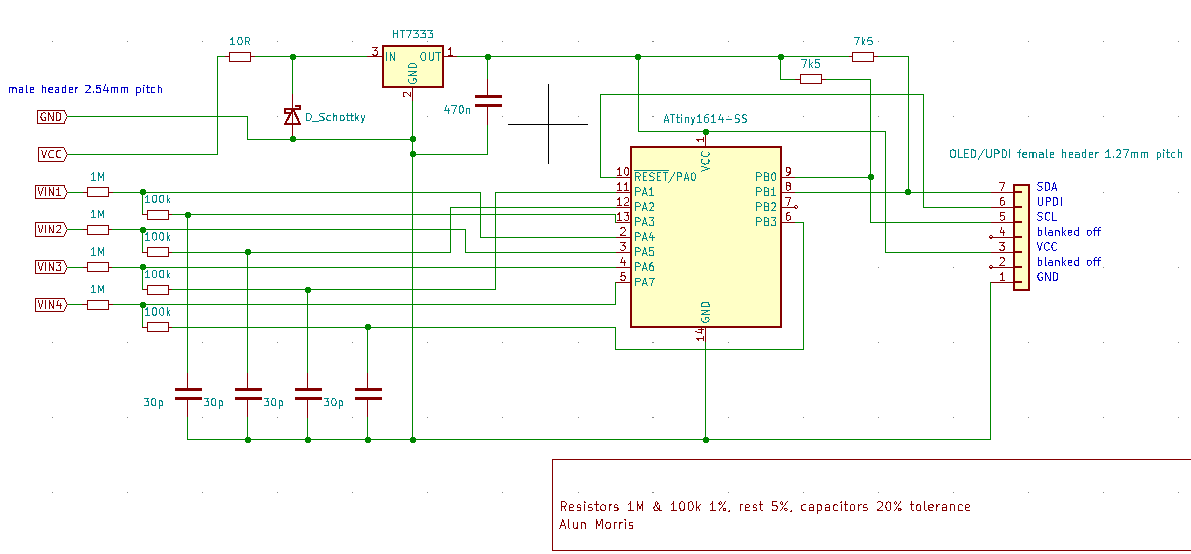 HT7333
10R
7k5
3 IN OUT 1
GND
2
7k5
male header 2.54mm pitch
470n
D_Schottky
GND
ATtiny1614-SS
1
VCC
VCC
OLED/UPDI female header 1.27mm pitch
1M
10 RESET/PA0 PB0 9
VIN1
11 PA1 PB1 8
7 SDA
100k
12 PA2 PB2 7
6 UPDI
1M
13 PA3 PB3 6
5 SCL
VIN2
2 PA4
4 blanked off
100k
3 PA5
3 VCC
1M
VIN3
4 PA6
2 blanked off
100k
5 PA7
1 GND
1M
VIN4
100k
GND
14
30p 30p 30p 30p
Resistors 1M & 100k 1%, rest 5%, capacitors 20% tolerance
Alun Morris